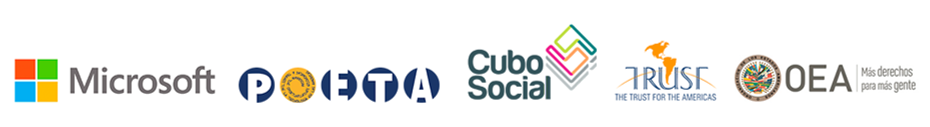 Microsoft
POETA
Cubo
Social
TRUST
THE TRUST FOR THE AMERICAS
OEA
Más derechos
para más gente